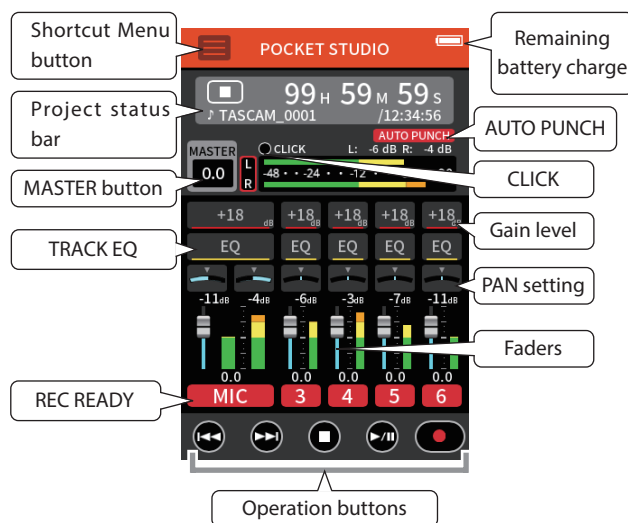 Shortcut Menu
button
POCKET STUDIO
Remaining
battery charge
99 H 59 M 59 S
♪ TASCAM_0001 /12:34:56
Project status
bar
AUTO PUNCH
AUTO PUNCH
MASTER
0.0
CLICK L: -6 dB R: -4 dB
L
R
-48 • • -24 • • -12
MASTER button
CLICK
+18 dB +18 dB +18 dB +18 dB +18 dB
Gain level
EQ EQ EQ EQ EQ
TRACK EQ
PAN setting
-11dB -4dB -6dB -3dB -7dB -11dB
Faders
0.0 0.0 0.0 0.0 0.0
MIC 3 4 5 6
REC READY
Operation buttons